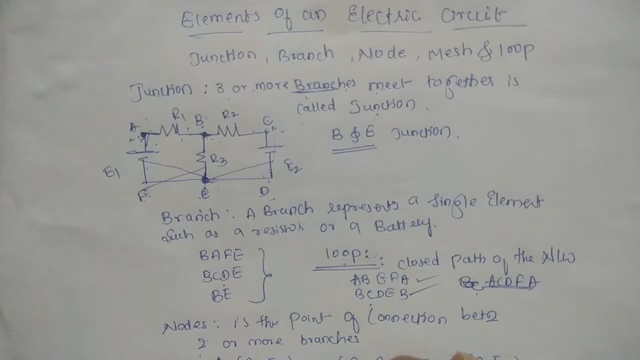 Elements of an Electric Circuit
Junction, Branch, Node, Mesh & loop
Junction : 3 or more Branches meet together is
called Junction.
R1 B R2 C
A
B & E Junction.
R3
E1 E2
F E D
Branch: A Branch represents a single Element
such as a resistor or a Battery.
BAFE
BCDE
BE
loop: closed path of the N/w
ABEFA
BCDEB
ACDFA
Nodes: is the point of Connection betn
2 or more branches